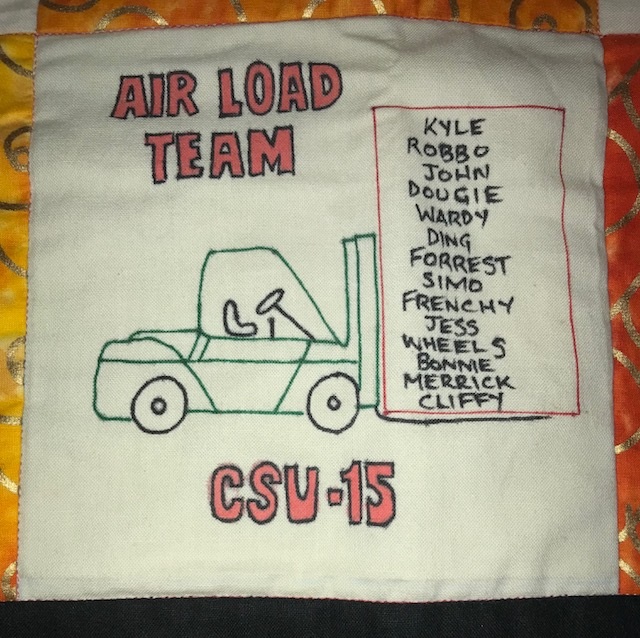 AIR LOAD
TEAM
KYLE
ROBBO
JOHN
DOUGIE
WARDY
DING
FORREST
SIMO
FRENCHY
JESS
WHEELS
BONNIE
MERRICK
CLIFFY
CSU-15